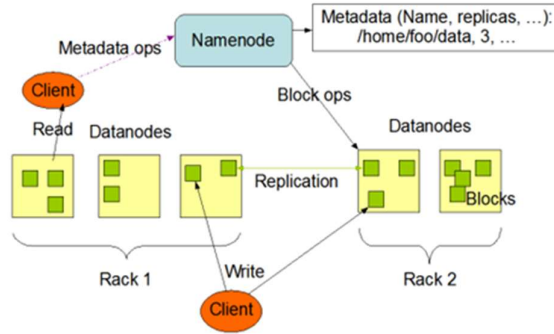 Metadata (Name, replicas, …):
/home/foo/data, 3, …
Namenode
Metadata ops
Client
Block ops
Read
Datanodes
Datanodes
Replication
Blocks
Rack 1
Write
Rack 2
Client